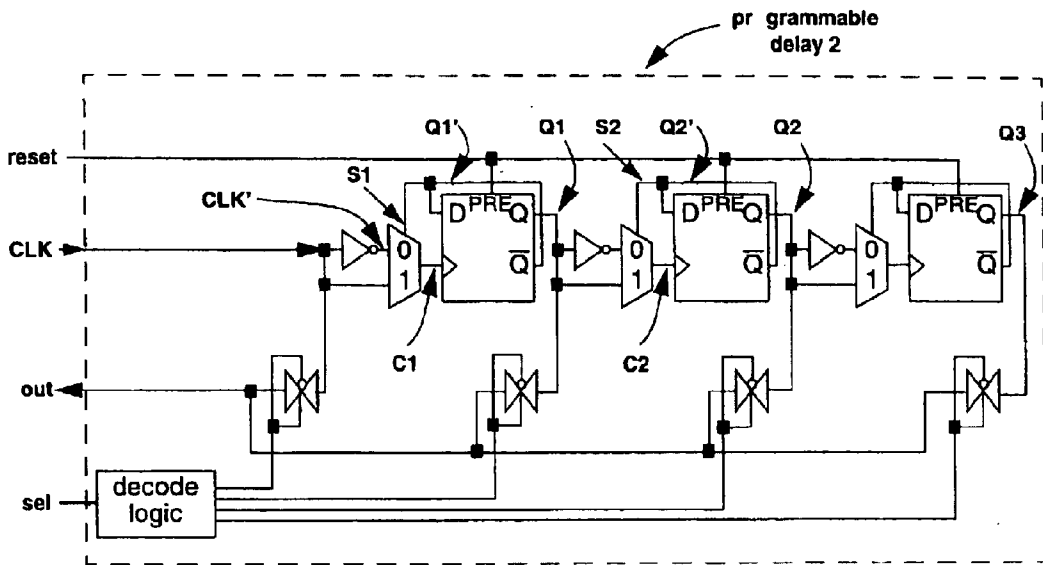 pr grammable
delay 2
reset
Q1'
Q1
S2
Q2'
Q2
Q3
S1
CLK'
D PRE Q
D PRE Q
D PRE Q
CLK
0
0
0
Q
Q
Q
1
1
1
C1
C2
out
sel
decode
logic